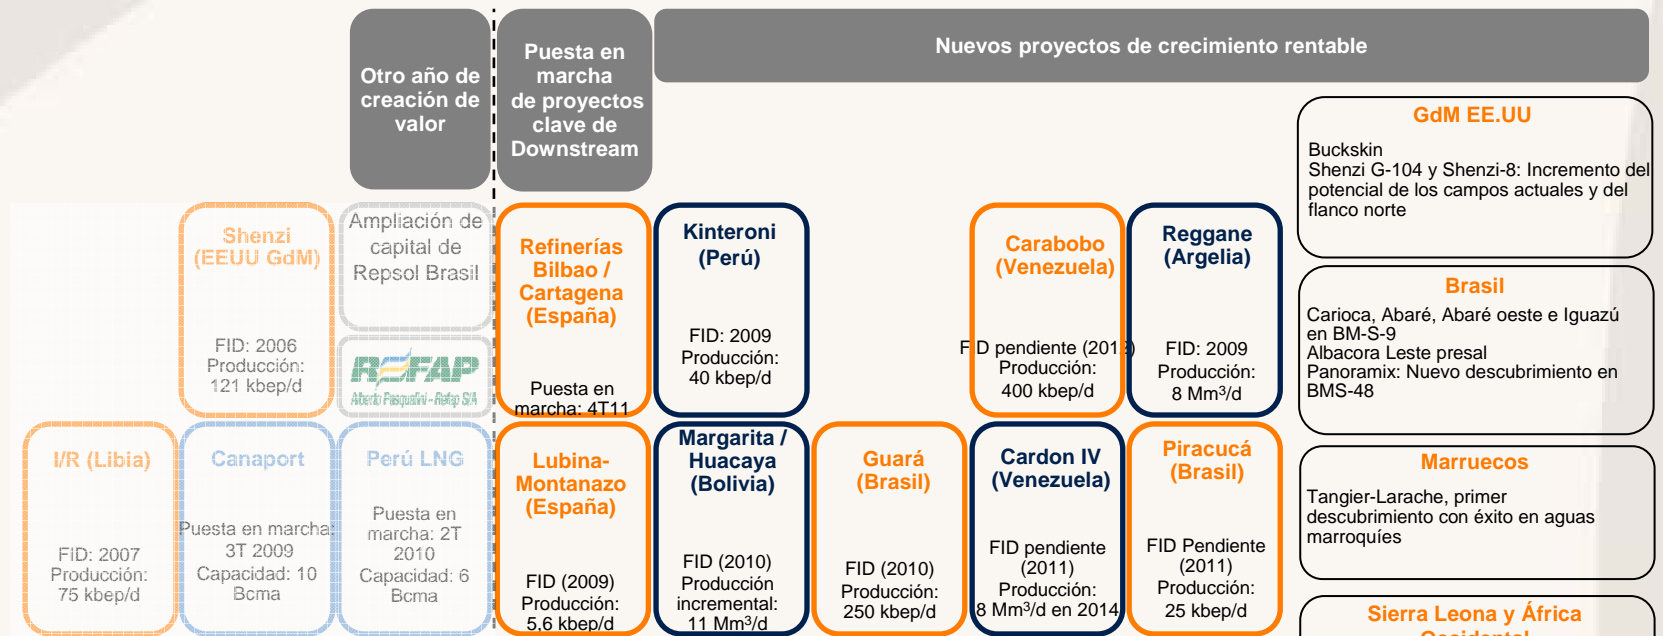 Otro año de
creación de
valor
Puesta en
marcha
de proyectos
clave de
Downstream
Nuevos proyectos de crecimiento rentable
Shenzi
(EEUU GdM)
FID: 2006
Producción:
121 kbep/d
Ampliación de
capital de
Repsol Brasil
REFAP
Alberto Pasqualini - Refap S/A
Refinerías
Bilbao /
Cartagena
(España)
Puesta en
marcha: 4T11
Kinteroni
(Perú)
FID: 2009
Producción:
40 kbep/d
Carabobo
(Venezuela)
FID pendiente
Producción:
400 kbep/d
Reggane
(Argelia)
FID: 2009
Producción:
8 Mm³/d
I/R (Libia)
FID: 2007
Producción:
75 kbep/d
Canaport
Puesta en marcha:
3T 2009
Capacidad: 10
Bcma
Perú LNG
Puesta en
marcha: 2T
2010
Capacidad: 6
Bcma
Lubina-
Montanazo
(España)
FID (2009)
Producción:
5,6 kbep/d
Margarita /
Huacaya
(Bolivia)
FID (2010)
Producción
incremental:
11 Mm³/d
Guará
(Brasil)
FID (2010)
Producción:
250 kbep/d
Cardon IV
(Venezuela)
FID pendiente
(2011)
Producción:
8 Mm³/d en 2014
Piracucá
(Brasil)
FID Pendiente
(2011)
Producción:
25 kbep/d
GdM EE.UU
Buckskin
Shenzi G-104 y Shenzi-8: Incremento del
potencial de los campos actuales y del
flanco norte
Brasil
Carioca, Abaré, Abaré oeste e Iguazú
en BM-S-9
Albacora Leste presal
Panoramix: Nuevo descubrimiento en
BMS-48
Marruecos
Tangier-Larache, primer
descubrimiento con éxito en aguas
marroquíes
Sierra Leona y África
Occidental